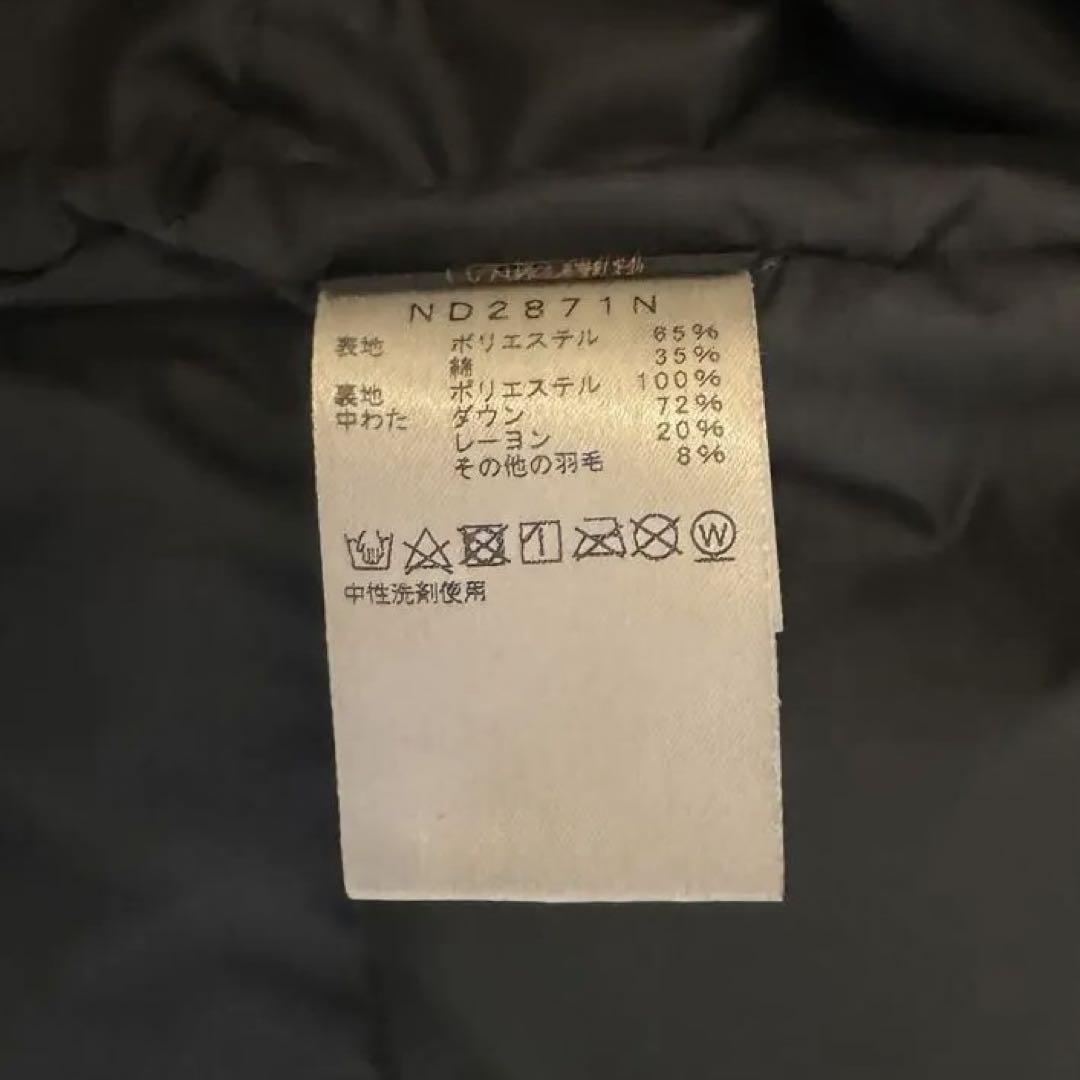 ND2871N
表地 ポリエステル 65%
綿 35%
裏地 ポリエステル 100%
中わた ダウン 72%
レーヨン 20%
その他の羽毛 8%
W
中性洗剤使用